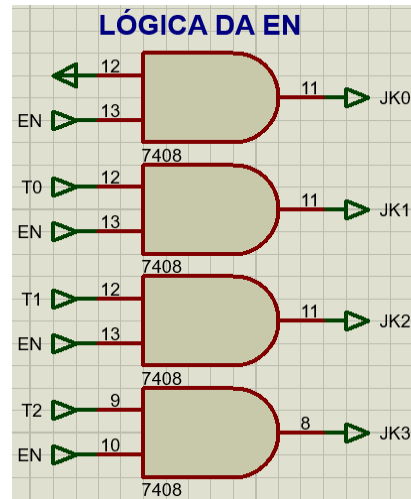 LÓGICA DA EN
12
11
JK0
EN
13
7408
T0
12
11
JK1
EN
13
7408
T1
12
11
JK2
EN
13
7408
T2
9
8
JK3
EN
10
7408